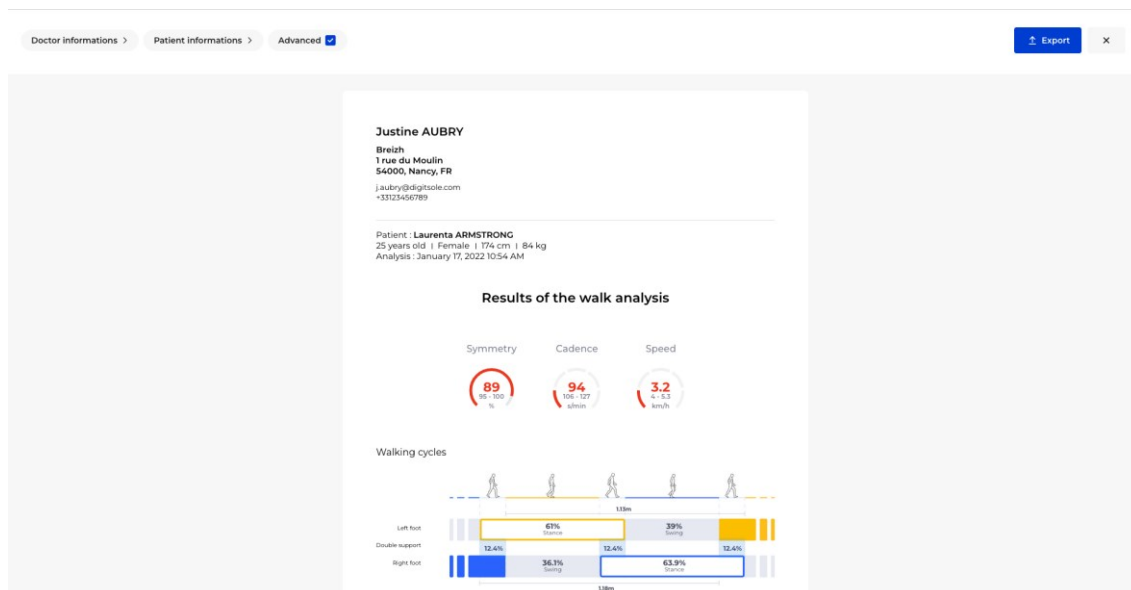 Doctor informations >
Patient informations >
Advanced
Export
×
Justine AUBRY
Breizh
1 rue du Moulin
54000, Nancy, FR
j.aubry@digitsole.com
+33123456789
Patient : Laurenta ARMSTRONG
25 years old | Female | 174 cm | 84 kg
Analysis : January 17, 2022 10:54 AM
Results of the walk analysis
Symmetry Cadence Speed
89 94 3.2
95 - 100 106 - 127 4 - 5.3
% s/min km/h
Walking cycles
1.13m
Left foot 61% 39%
Stance Swing
Double support 12.4% 12.4% 12.4%
Right foot 36.1% 63.9%
Swing Stance
1.18m